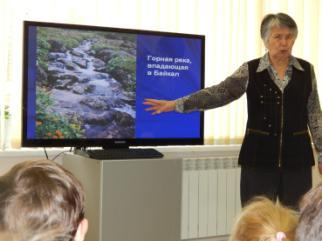 Горная река,
впадающая
в Байкал